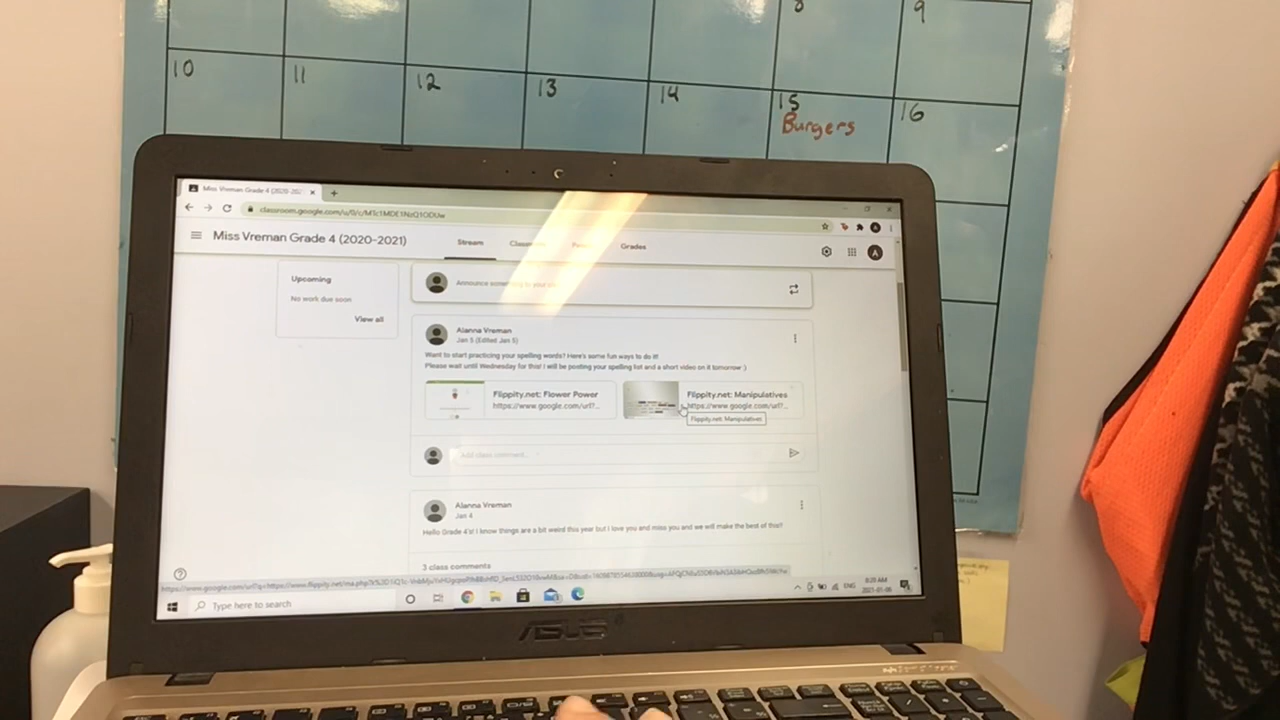 8 9
10 11 12 13 14 15 16
Burgers
Miss Vreman Grade 4 (2020-202
Miss Vreman Grade 4 (2020-2021)
Stream
Grades
Upcoming
No work due soon
View all
Announce
Alanna Vreman
Jan 5 (Edited Jan 5)
Want to start practicing your spelling words? Here's some fun ways to do it!
Please wait until Wednesday for this! I will be posting your spelling list and a short video on it tomorrow :)
Flippity.net: Flower Power
https://www.google.com/url?...
Flippity.net: Manipulatives
https://www.google.com/url?...
Flippity.net: Manipulatives
Add class comment...
Alanna Vreman
Jan 4
Hello Grade 4's! I know things are a bit weird this year but I love you and miss you and we will make the best of this!!
3 class comments
Type here to search
ENG
8:28 AM
2021-01-06
ASUS